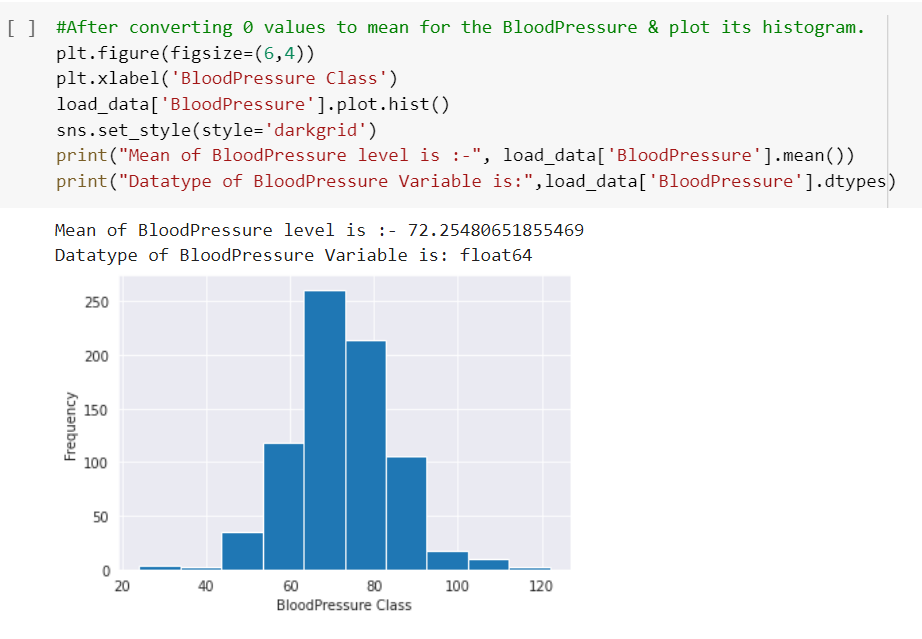 [ ] #After converting 0 values to mean for the BloodPressure & plot its histogram.
plt.figure(figsize=(6,4))
plt.xlabel('BloodPressure Class')
load_data['BloodPressure'].plot.hist()
sns.set_style(style='darkgrid')
print("Mean of BloodPressure level is :-", load_data['BloodPressure'].mean())
print("Datatype of BloodPressure Variable is:",load_data['BloodPressure'].dtypes)
Mean of BloodPressure level is :- 72.25480651855469
Datatype of BloodPressure Variable is: float64
250
200
150
100
50
0
Frequency
20 40 60 80 100 120
BloodPressure Class